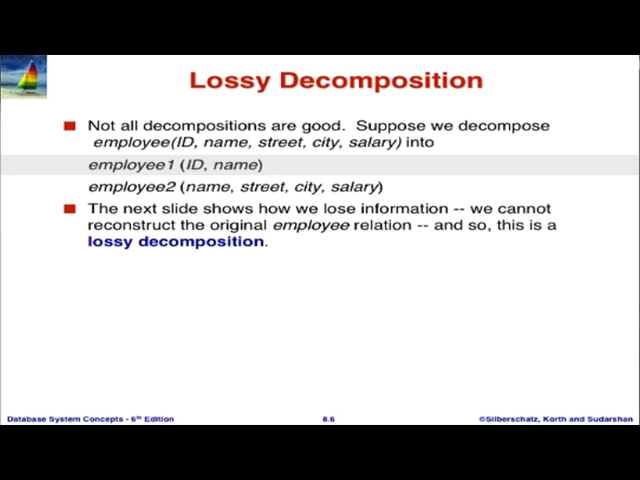 Lossy Decomposition
Not all decompositions are good. Suppose we decompose
employee(ID, name, street, city, salary) into
employee1 (ID, name)
employee2 (name, street, city, salary)
The next slide shows how we lose information -- we cannot
reconstruct the original employee relation -- and so, this is a
lossy decomposition.
Database System Concepts - 6th Edition
8.6
©Silberschatz, Korth and Sudarshan